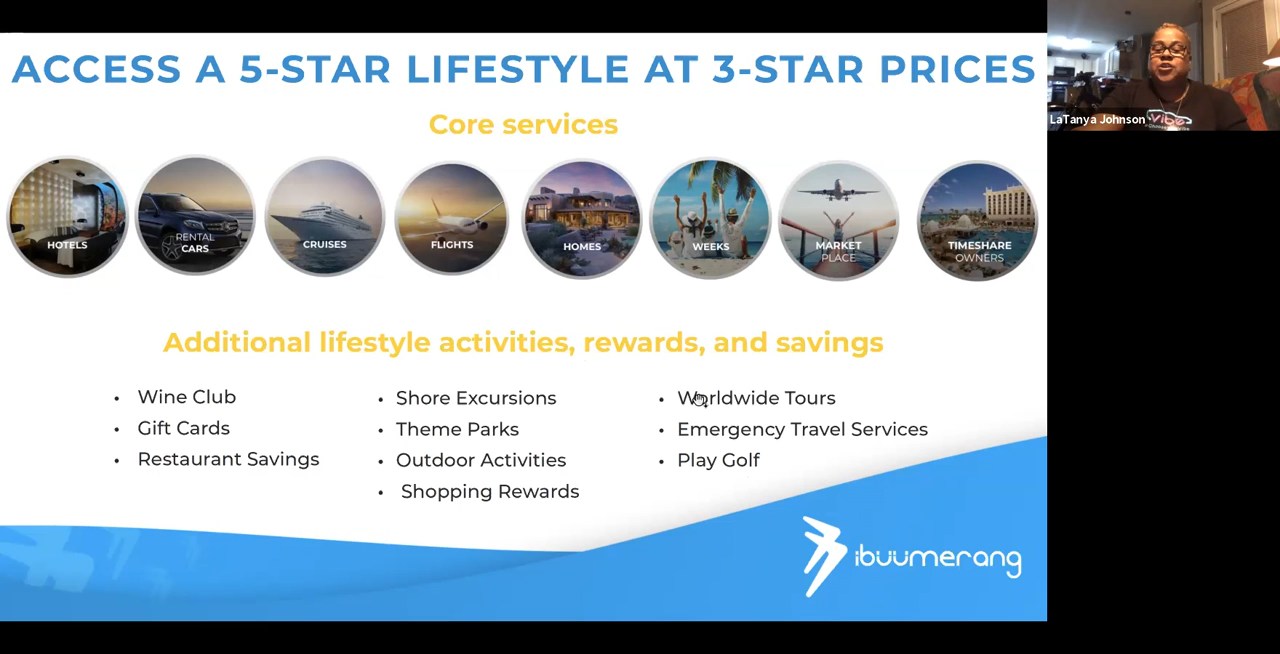 ACCESS A 5-STAR LIFESTYLE AT 3-STAR PRICES
LaTanya Johnson
vibe
Core services
HOTELS
RENTAL
CARS
CRUISES
FLIGHTS
HOMES
WEEKS
MARKET
PLACE
TIMESHARE
OWNERS
Additional lifestyle activities, rewards, and savings
• Wine Club
• Gift Cards
• Restaurant Savings
• Shore Excursions
• Theme Parks
• Outdoor Activities
• Shopping Rewards
• Worldwide Tours
• Emergency Travel Services
• Play Golf
ibuumerang